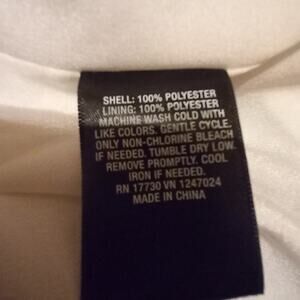 SHELL: 100% POLYESTER
LINING: 100% POLYESTER
MACHINE WASH COLD WITH
LIKE COLORS. GENTLE CYCLE.
ONLY NON-CHLORINE BLEACH
IF NEEDED. TUMBLE DRY LOW.
REMOVE PROMPTLY. COOL
IRON IF NEEDED.
RN 17730 VN 1247024
MADE IN CHINA